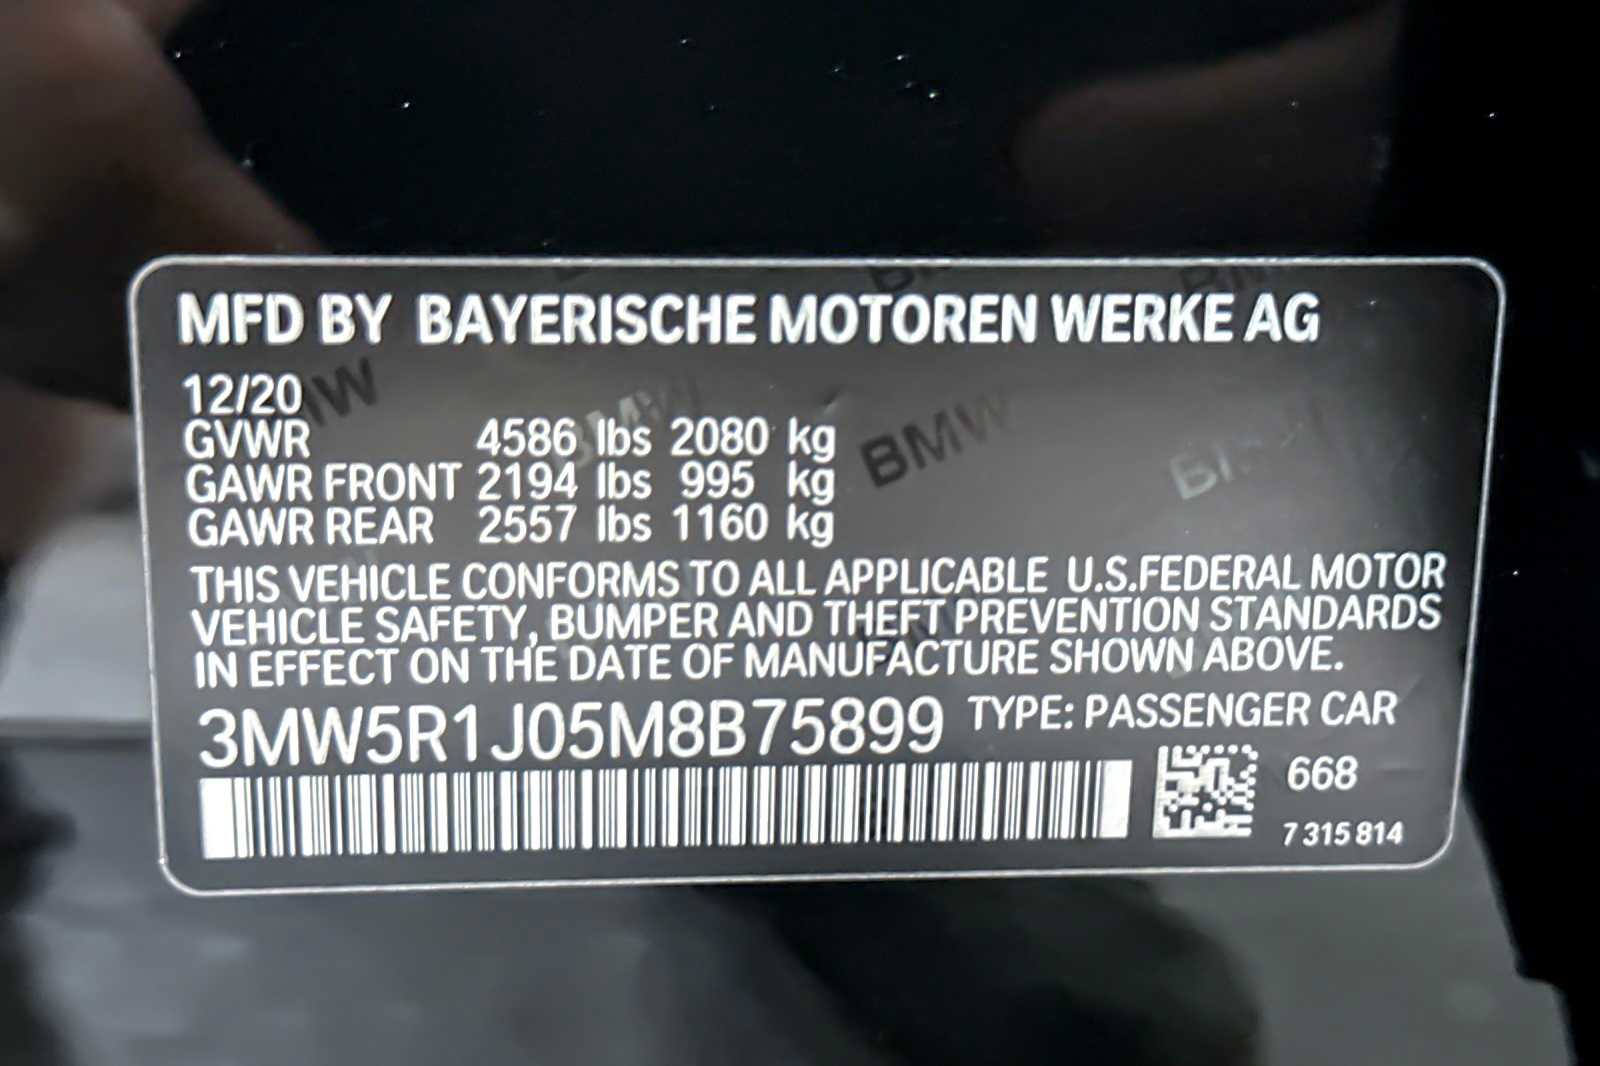 MFD BY BAYERISCHE MOTOREN WERKE AG
12/20
GVWR 4586 lbs 2080 kg
GAWR FRONT 2194 lbs 995 kg
GAWR REAR 2557 lbs 1160 kg
THIS VEHICLE CONFORMS TO ALL APPLICABLE U.S.FEDERAL MOTOR
VEHICLE SAFETY, BUMPER AND THEFT PREVENTION STANDARDS
IN EFFECT ON THE DATE OF MANUFACTURE SHOWN ABOVE.
3MW5R1J05M8B75899 TYPE: PASSENGER CAR
668
7 315 814
BMW